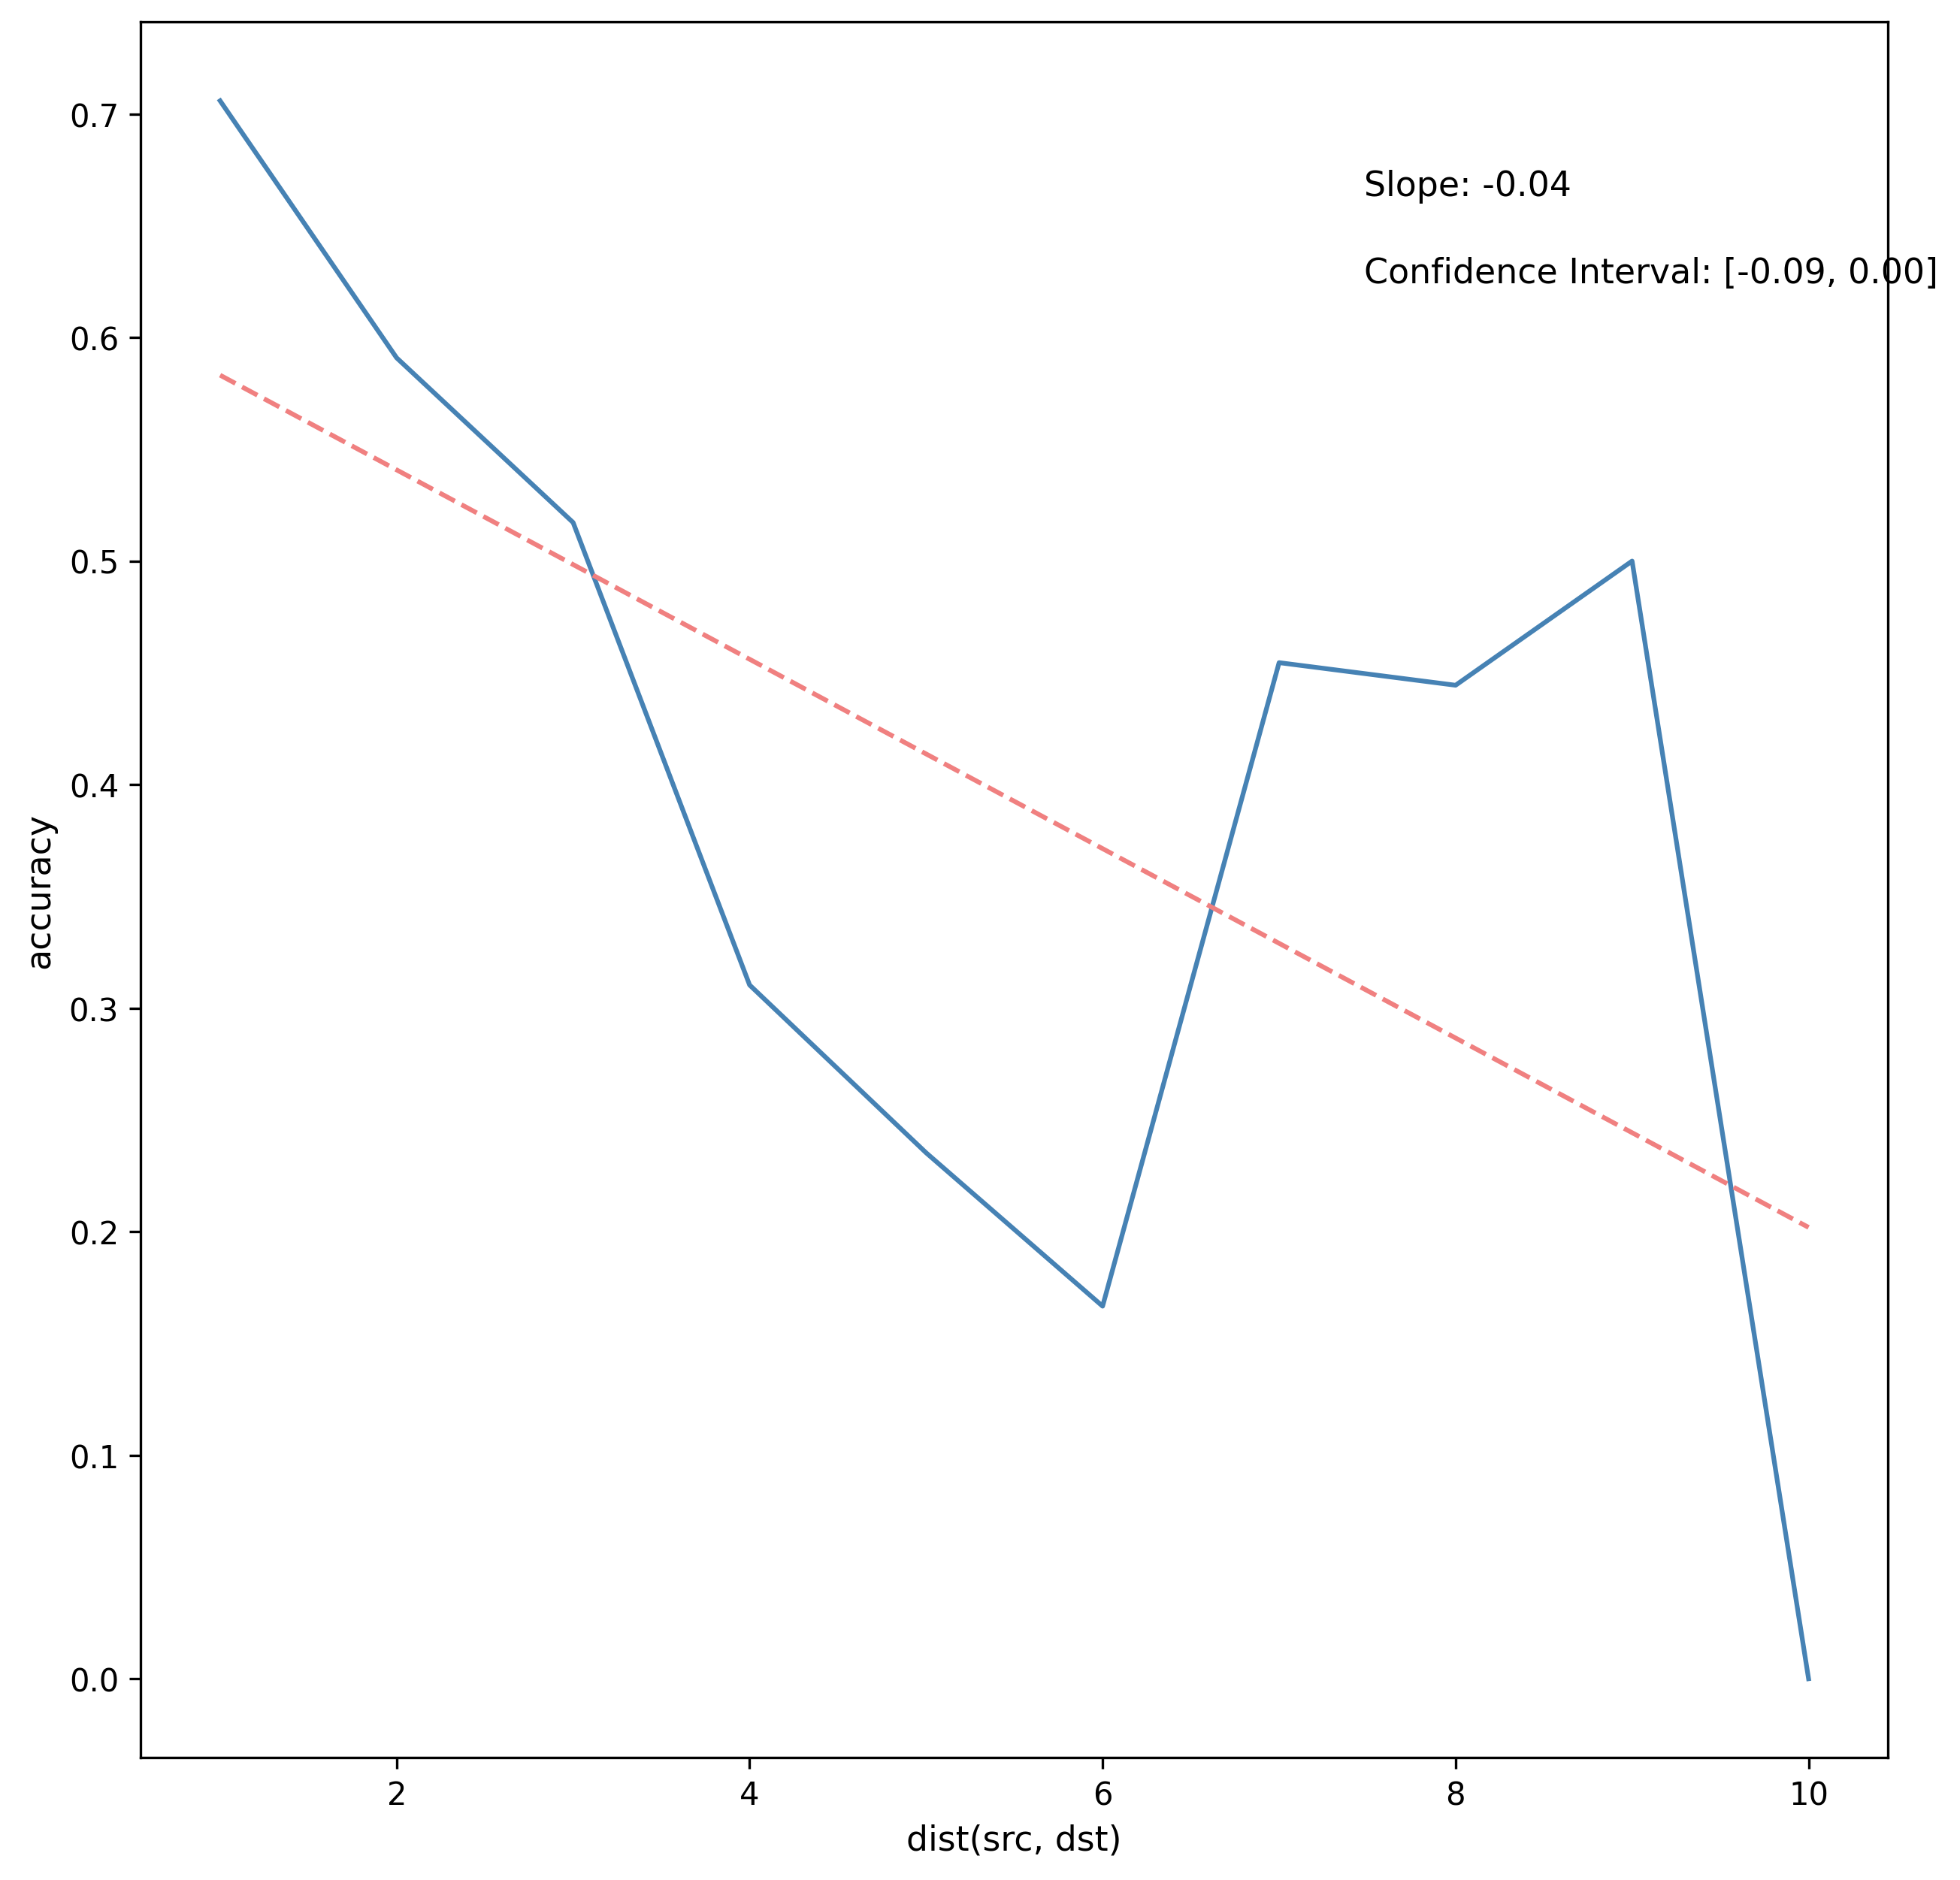 Slope: -0.04
Confidence Interval: [-0.09, 0.00]
0.7
0.6
0.5
0.4
0.3
0.2
0.1
0.0
accuracy
2 4 6 8 10
dist(src, dst)